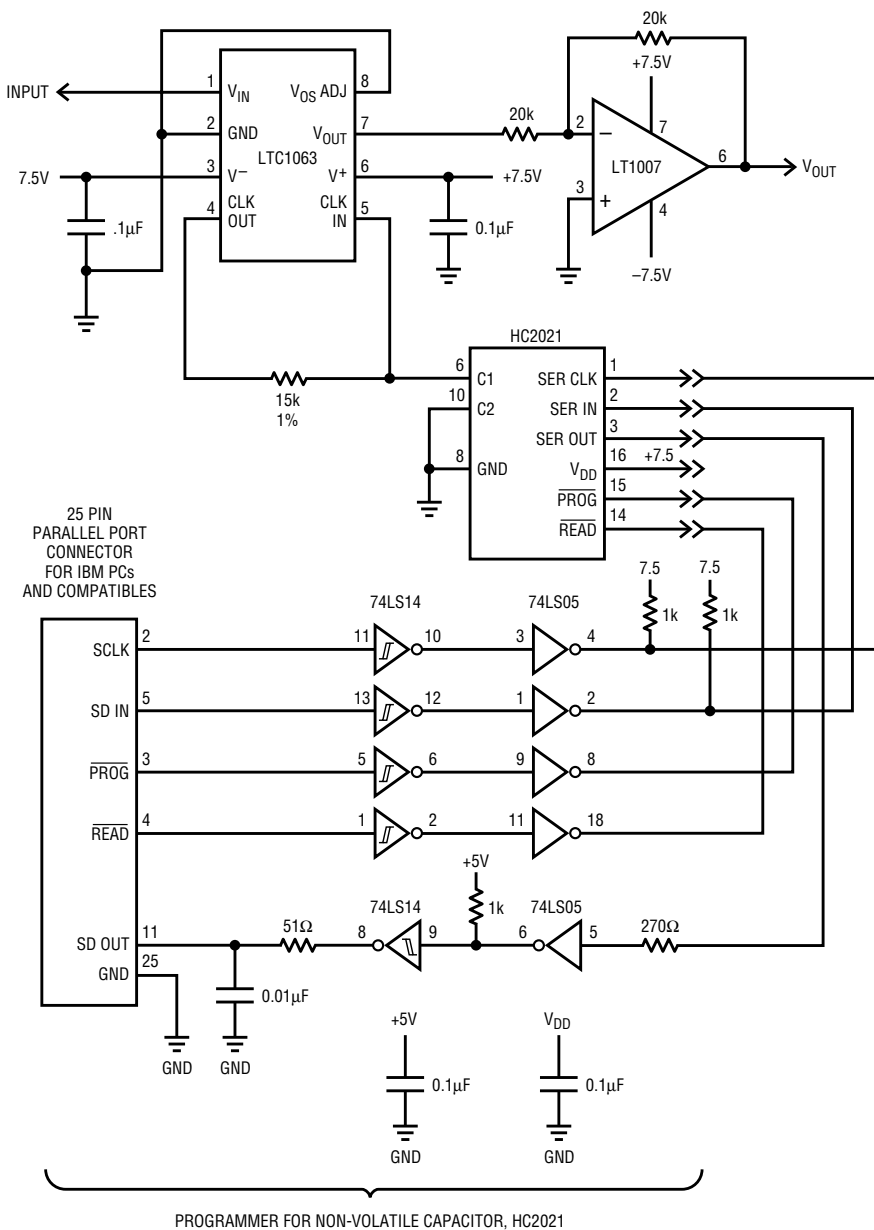 20k
+7.5V
INPUT
1
V_IN
V_OS ADJ
8
2
GND
V_OUT
7
20k
2
–
7
LT1007
6
V_OUT
3
+
4
–7.5V
LTC1063
7.5V
3
V–
V+
6
+7.5V
4
CLK
OUT
CLK
IN
5
.1µF
0.1µF
15k
1%
HC2021
6
C1
SER CLK
1
10
C2
SER IN
2
SER OUT
3
8
GND
V_DD
16
+7.5
PROG
15
READ
14
25 PIN
PARALLEL PORT
CONNECTOR
FOR IBM PCs
AND COMPATIBLES
74LS14
74LS05
7.5
7.5
1k
1k
SCLK
2
11
10
3
4
SD IN
5
13
12
1
2
PROG
3
5
6
9
8
READ
4
1
2
11
18
+5V
1k
74LS14
74LS05
SD OUT
11
51Ω
8
9
6
5
270Ω
GND
25
0.01µF
GND
GND
+5V
0.1µF
GND
V_DD
0.1µF
GND
PROGRAMMER FOR NON-VOLATILE CAPACITOR, HC2021